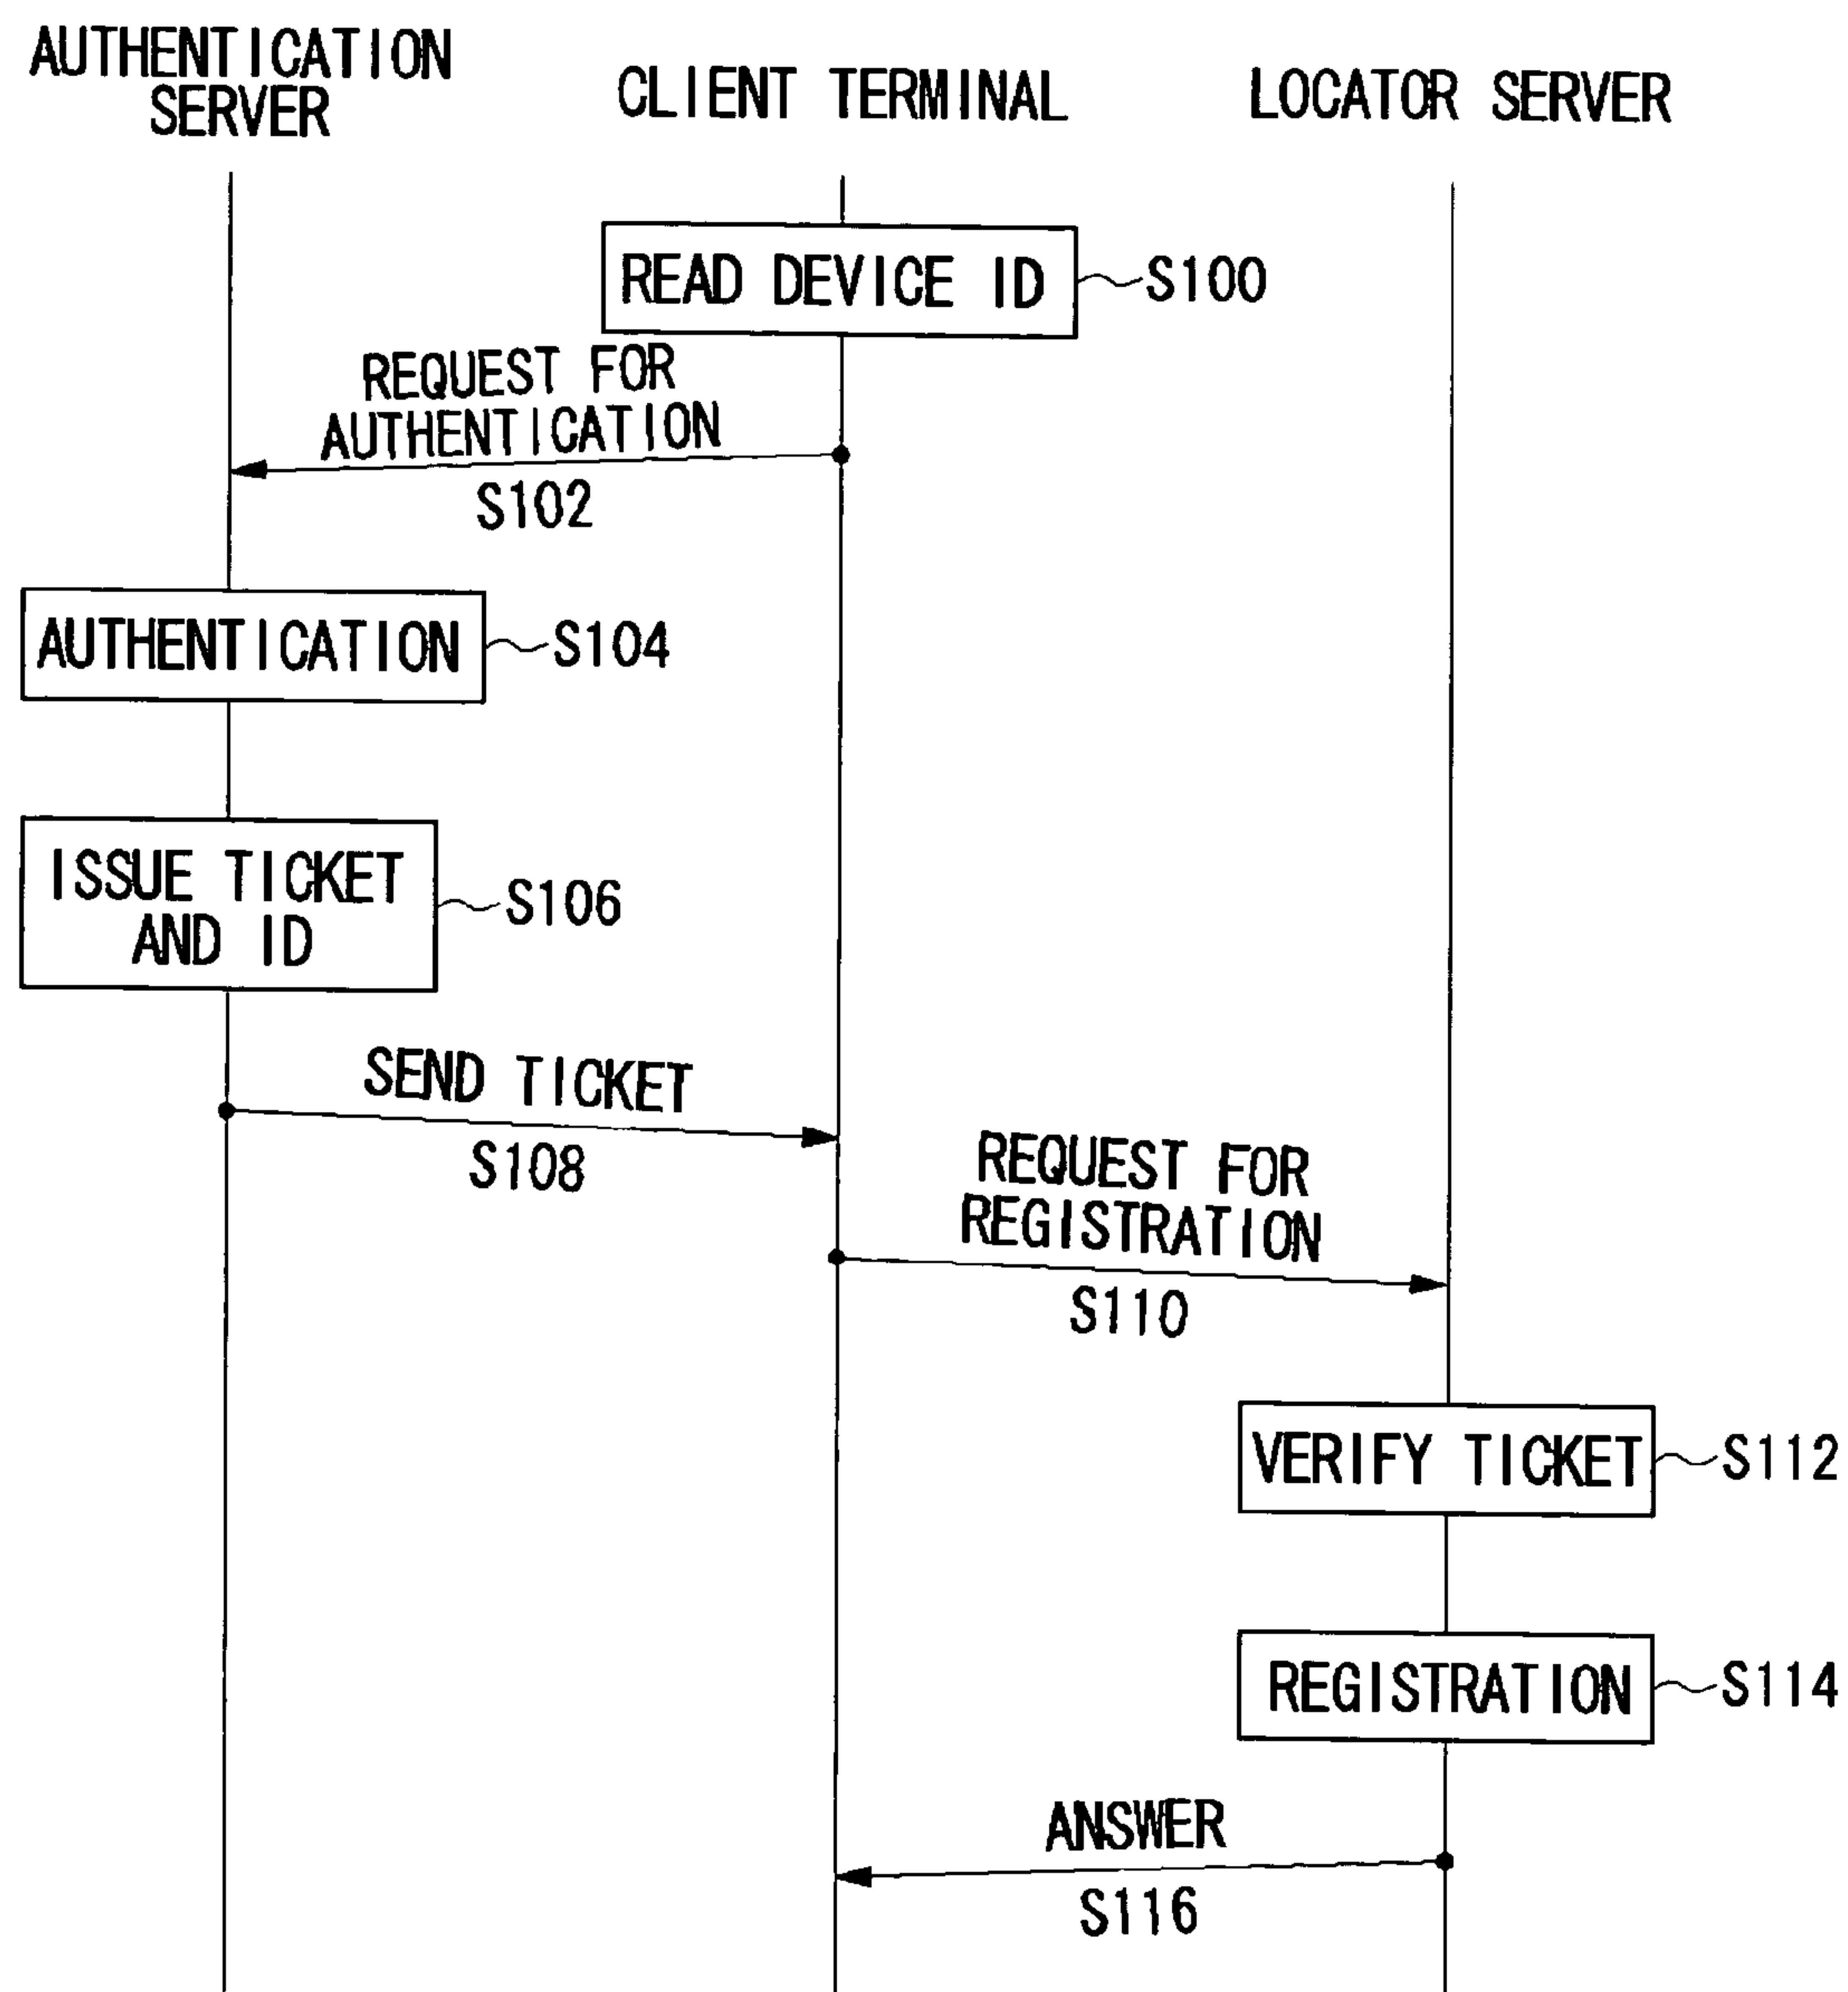 AUTHENTICATION
SERVER
CLIENT TERMINAL
LOCATOR SERVER
READ DEVICE ID
S100
REQUEST FOR
AUTHENTICATION
S102
AUTHENTICATION
S104
ISSUE TICKET
AND ID
S106
SEND TICKET
S108
REQUEST FOR
REGISTRATION
S110
VERIFY TICKET
S112
REGISTRATION
S114
ANSWER
S116